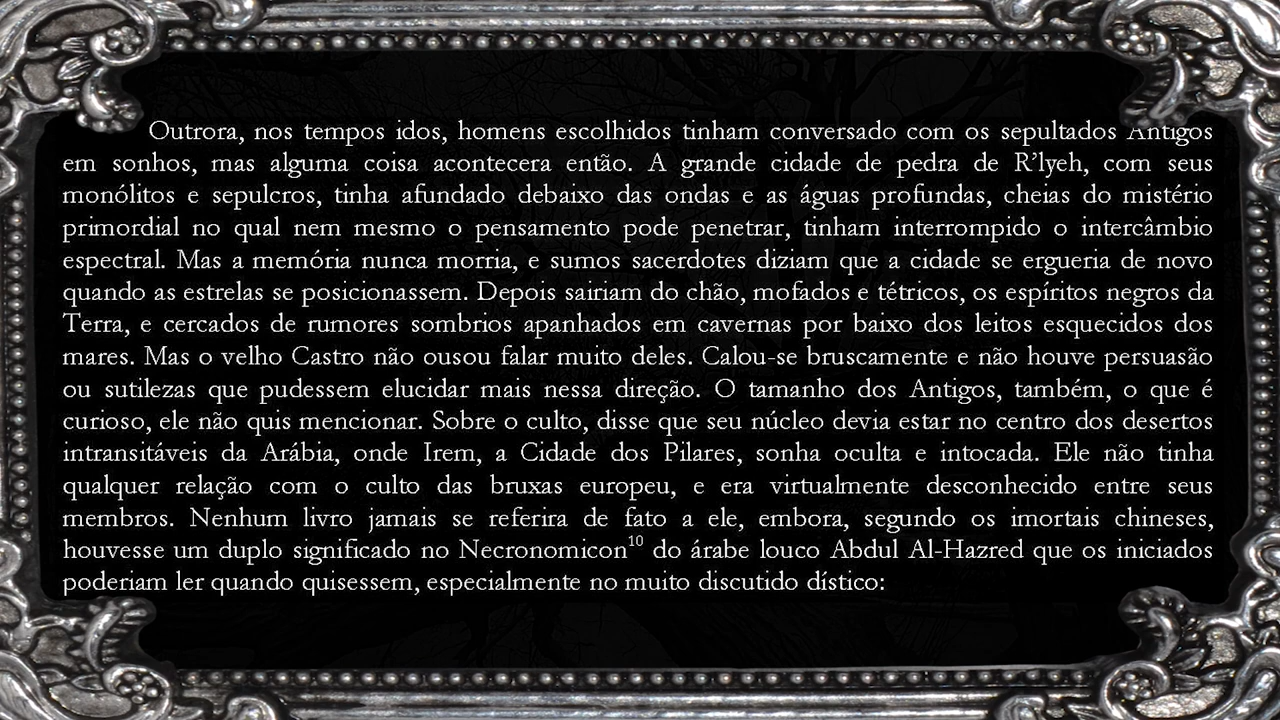 Outrora, nos tempos idos, homens escolhidos tinham conversado com os sepultados Antigos
em sonhos, mas alguma coisa acontecera então. A grande cidade de pedra de R’lyeh, com seus
monólitos e sepulcros, tinha afundado debaixo das ondas e as águas profundas, cheias do mistério
primordial no qual nem mesmo o pensamento pode penetrar, tinham interrompido o intercâmbio
espectral. Mas a memória nunca morria, e sumos sacerdotes diziam que a cidade se ergueria de novo
quando as estrelas se posicionassem. Depois sairiam do chão, mofados e tétricos, os espíritos negros da
Terra, e cercados de rumores sombrios apanhados em cavernas por baixo dos leitos esquecidos dos
mares. Mas o velho Castro não ousou falar muito deles. Calou-se bruscamente e não houve persuasão
ou sutilezas que pudessem elucidar mais nessa direção. O tamanho dos Antigos, também, o que é
curioso, ele não quis mencionar. Sobre o culto, disse que seu núcleo devia estar no centro dos desertos
intransitáveis da Arábia, onde Irem, a Cidade dos Pilares, sonha oculta e intocada. Ele não tinha
qualquer relação com o culto das bruxas europeu, e era virtualmente desconhecido entre seus
membros. Nenhum livro jamais se referira de fato a ele, embora, segundo os imortais chineses,
houvesse um duplo significado no Necronomicon¹⁰ do árabe louco Abdul Al-Hazred que os iniciados
poderiam ler quando quisessem, especialmente no muito discutido dístico: